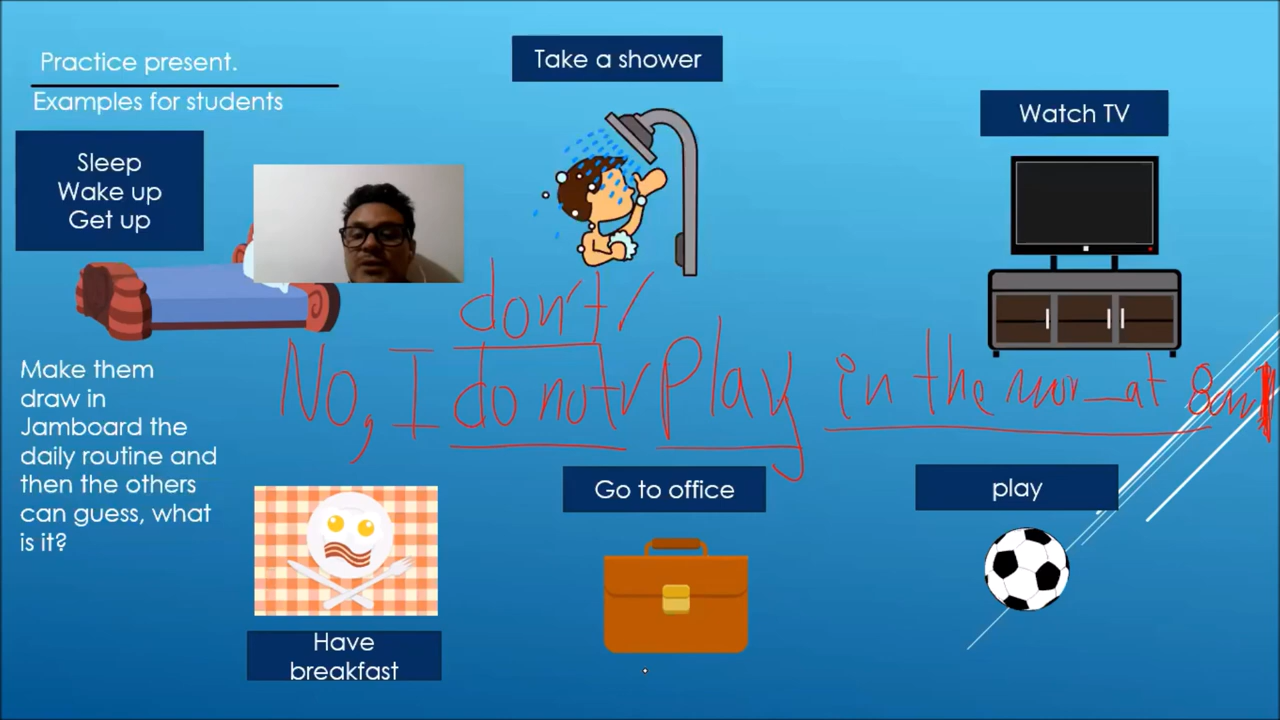 Practice present.
Examples for students
Take a shower
Watch TV
Sleep
Wake up
Get up
don't
No, I do not play in the mor_at 8am
Make them
draw in
Jamboard the
daily routine and
then the others
can guess, what
is it?
Go to office
play
Have
breakfast